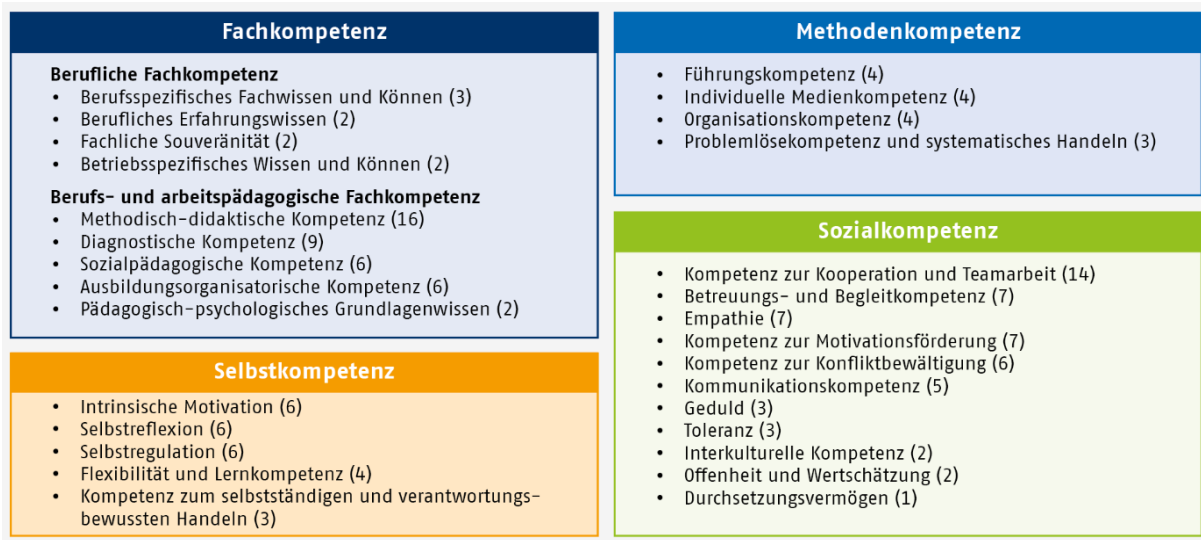 Fachkompetenz
Berufliche Fachkompetenz
• Berufsspezifisches Fachwissen und Können (3)
• Berufliches Erfahrungswissen (2)
• Fachliche Souveränität (2)
• Betriebsspezifisches Wissen und Können (2)
Berufs- und arbeitspädagogische Fachkompetenz
• Methodisch-didaktische Kompetenz (16)
• Diagnostische Kompetenz (9)
• Sozialpädagogische Kompetenz (6)
• Ausbildungsorganisatorische Kompetenz (6)
• Pädagogisch-psychologisches Grundlagenwissen (2)
Methodenkompetenz
• Führungskompetenz (4)
• Individuelle Medienkompetenz (4)
• Organisationskompetenz (4)
• Problemlösekompetenz und systematisches Handeln (3)
Selbstkompetenz
• Intrinsische Motivation (6)
• Selbstreflexion (6)
• Selbstregulation (6)
• Flexibilität und Lernkompetenz (4)
• Kompetenz zum selbstständigen und verantwortungs-
bewussten Handeln (3)
Sozialkompetenz
• Kompetenz zur Kooperation und Teamarbeit (14)
• Betreuungs- und Begleitkompetenz (7)
• Empathie (7)
• Kompetenz zur Motivationsförderung (7)
• Kompetenz zur Konfliktbewältigung (6)
• Kommunikationskompetenz (5)
• Geduld (3)
• Toleranz (3)
• Interkulturelle Kompetenz (2)
• Offenheit und Wertschätzung (2)
• Durchsetzungsvermögen (1)